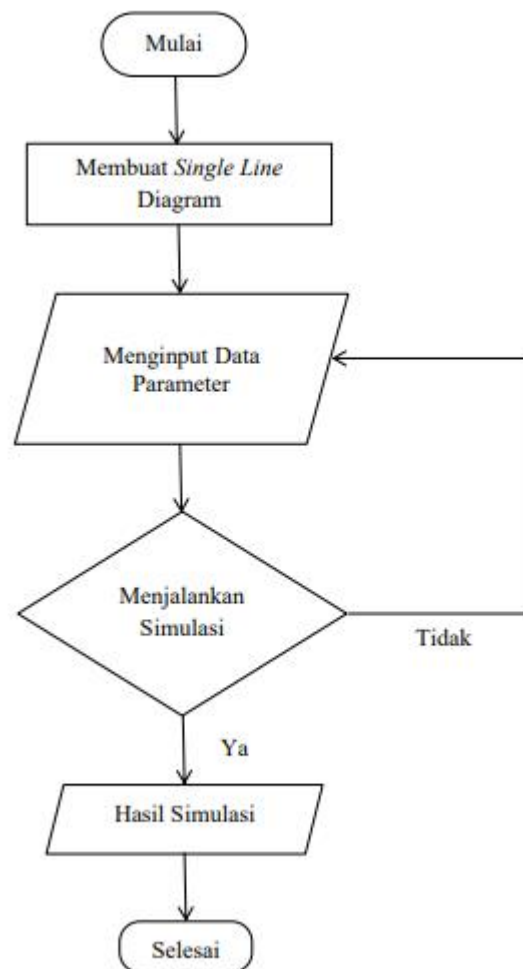 Mulai
Membuat Single Line
Diagram
Menginput Data
Parameter
Menjalankan
Simulasi
Tidak
Ya
Hasil Simulasi
Selesai